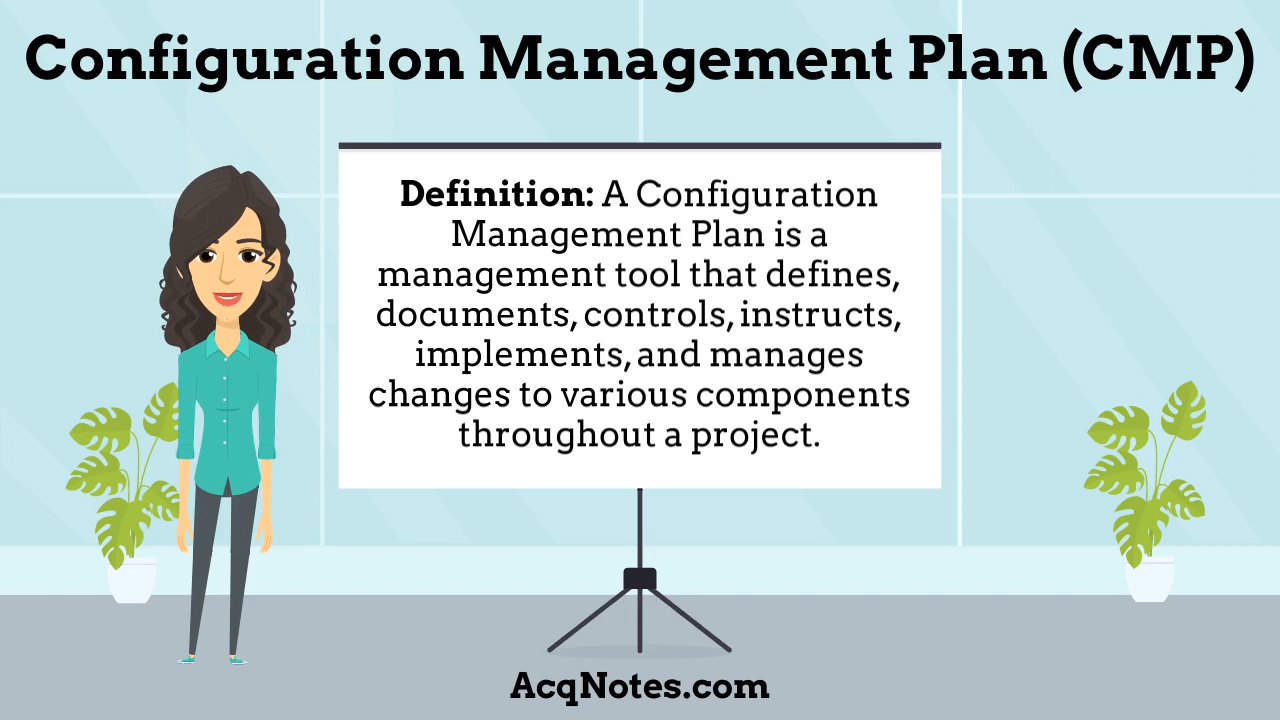 Configuration Management Plan (CMP)
Definition: A Configuration
Management Plan is a
management tool that defines,
documents, controls, instructs,
implements, and manages
changes to various components
throughout a project.
AcqNotes.com